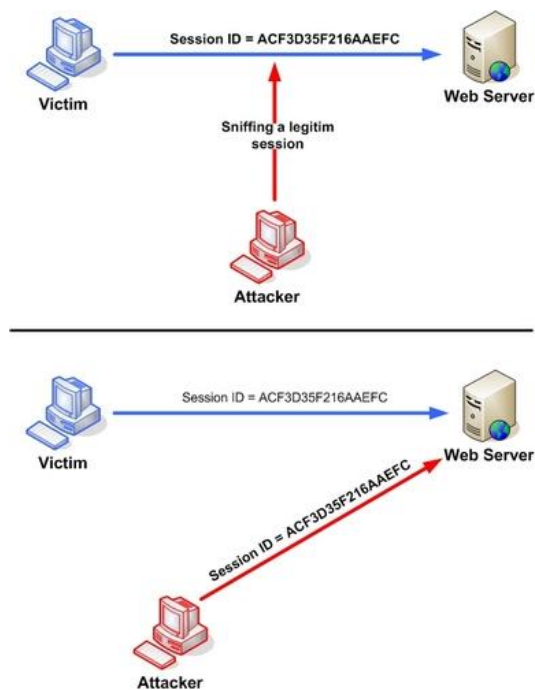 Session ID = ACF3D35F216AAEFC
Victim
Web Server
Sniffing a legitim
session
Attacker
Session ID = ACF3D35F216AAEFC
Victim
Web Server
Session ID = ACF3D35F216AAEFC
Attacker